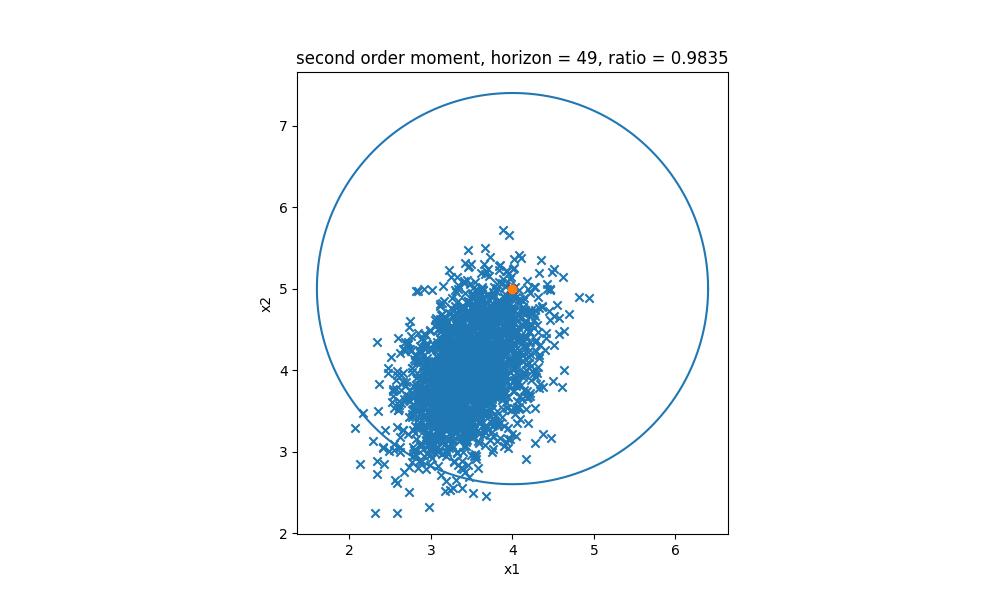 second order moment, horizon = 49, ratio = 0.9835
x2
7
6
5
4
3
2
2 3 4 5 6
x1